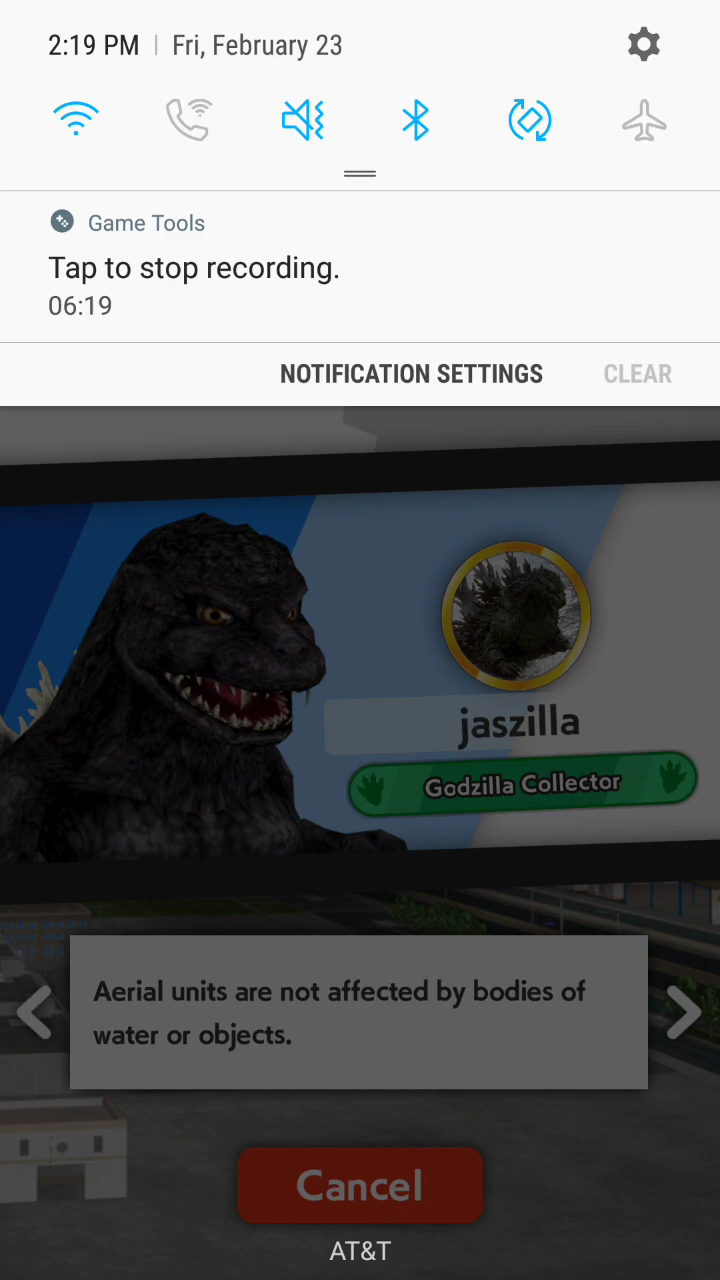 2:19 PM | Fri, February 23
Game Tools
Tap to stop recording.
06:19
NOTIFICATION SETTINGS CLEAR
jaszilla
Godzilla Collector
Aerial units are not affected by bodies of
water or objects.
Cancel
AT&T